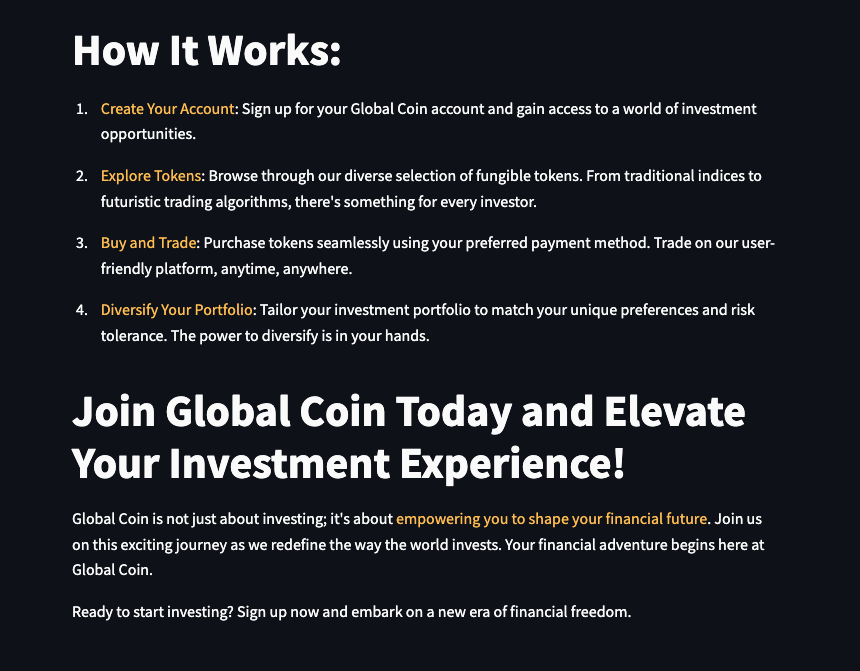 How It Works:
1. Create Your Account: Sign up for your Global Coin account and gain access to a world of investment
opportunities.
2. Explore Tokens: Browse through our diverse selection of fungible tokens. From traditional indices to
futuristic trading algorithms, there's something for every investor.
3. Buy and Trade: Purchase tokens seamlessly using your preferred payment method. Trade on our user-
friendly platform, anytime, anywhere.
4. Diversify Your Portfolio: Tailor your investment portfolio to match your unique preferences and risk
tolerance. The power to diversify is in your hands.
Join Global Coin Today and Elevate
Your Investment Experience!
Global Coin is not just about investing; it's about empowering you to shape your financial future. Join us
on this exciting journey as we redefine the way the world invests. Your financial adventure begins here at
Global Coin.
Ready to start investing? Sign up now and embark on a new era of financial freedom.